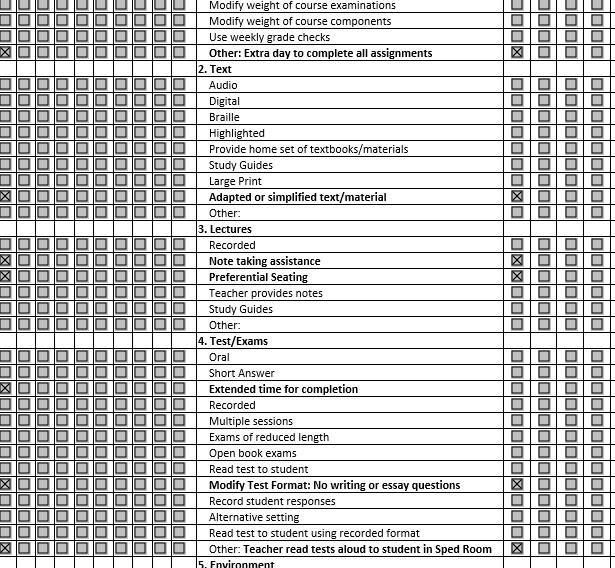 Modify weight of course examinations
Modify weight of course components
Use weekly grade checks
Other: Extra day to complete all assignments
2. Text
Audio
Digital
Braille
Highlighted
Provide home set of textbooks/materials
Study Guides
Large Print
Adapted or simplified text/material
Other:
3. Lectures
Recorded
Note taking assistance
Preferential Seating
Teacher provides notes
Study Guides
Other:
4. Test/Exams
Oral
Short Answer
Extended time for completion
Recorded
Multiple sessions
Exams of reduced length
Open book exams
Read test to student
Modify Test Format: No writing or essay questions
Record student responses
Alternative setting
Read test to student using recorded format
Other: Teacher read tests aloud to student in Sped Room
5. Environment